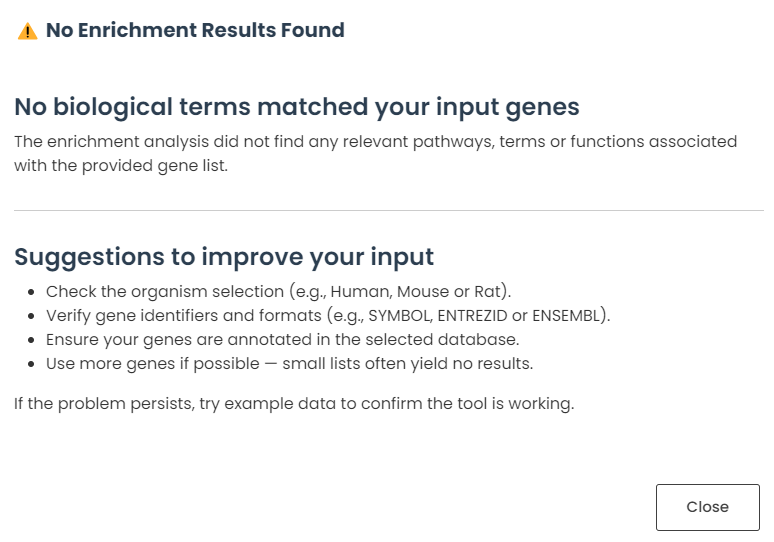 ⚠ No Enrichment Results Found
No biological terms matched your input genes
The enrichment analysis did not find any relevant pathways, terms or functions associated
with the provided gene list.
Suggestions to improve your input
• Check the organism selection (e.g., Human, Mouse or Rat).
• Verify gene identifiers and formats (e.g., SYMBOL, ENTREZID or ENSEMBL).
• Ensure your genes are annotated in the selected database.
• Use more genes if possible — small lists often yield no results.
If the problem persists, try example data to confirm the tool is working.
Close